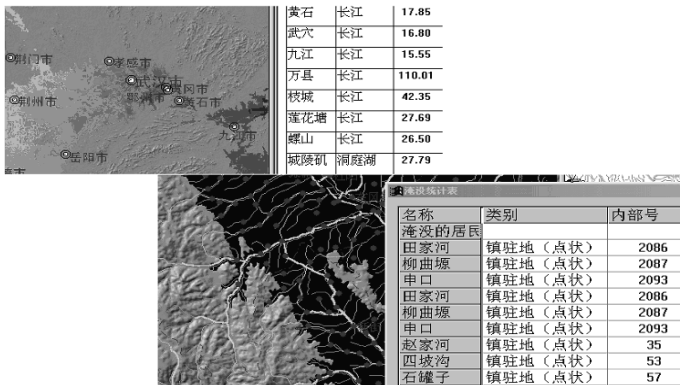 荆门市
孝感市
武汉市
黄冈市
鄂州市
荆州市
黄石市
九江市
岳阳市
黄石 长江 17.85
武穴 长江 16.80
九江 长江 15.55
万县 长江 110.01
枝城 长江 42.35
莲花塘 长江 27.69
螺山 长江 26.50
城陵矶 洞庭湖 27.79
淹没统计表
名称 类别 内部号
淹没的居民
田家河 镇驻地（点状） 2086
柳曲塬 镇驻地（点状） 2087
申口 镇驻地（点状） 2093
田家河 镇驻地（点状） 2086
柳曲塬 镇驻地（点状） 2087
申口 镇驻地（点状） 2093
赵家河 镇驻地（点状） 35
四坡沟 镇驻地（点状） 53
石罐子 镇驻地（点状） 57